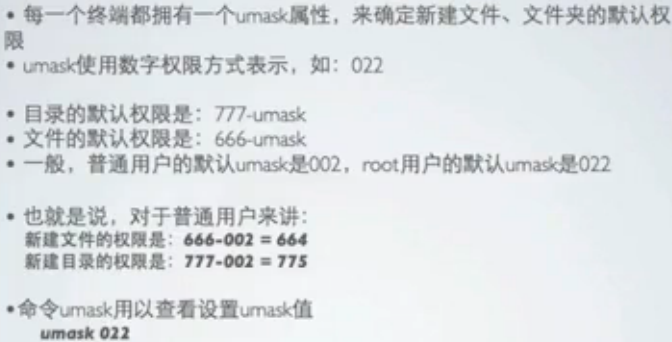 • 每一个终端都拥有一个umask属性，来确定新建文件、文件夹的默认权
限
• umask使用数字权限方式表示，如：022
• 目录的默认权限是：777-umask
• 文件的默认权限是：666-umask
• 一般，普通用户的默认umask是002，root用户的默认umask是022
• 也就是说，对于普通用户来讲：
新建文件的权限是：666-002 = 664
新建目录的权限是：777-002 = 775
•命令umask用以查看设置umask值
umask 022